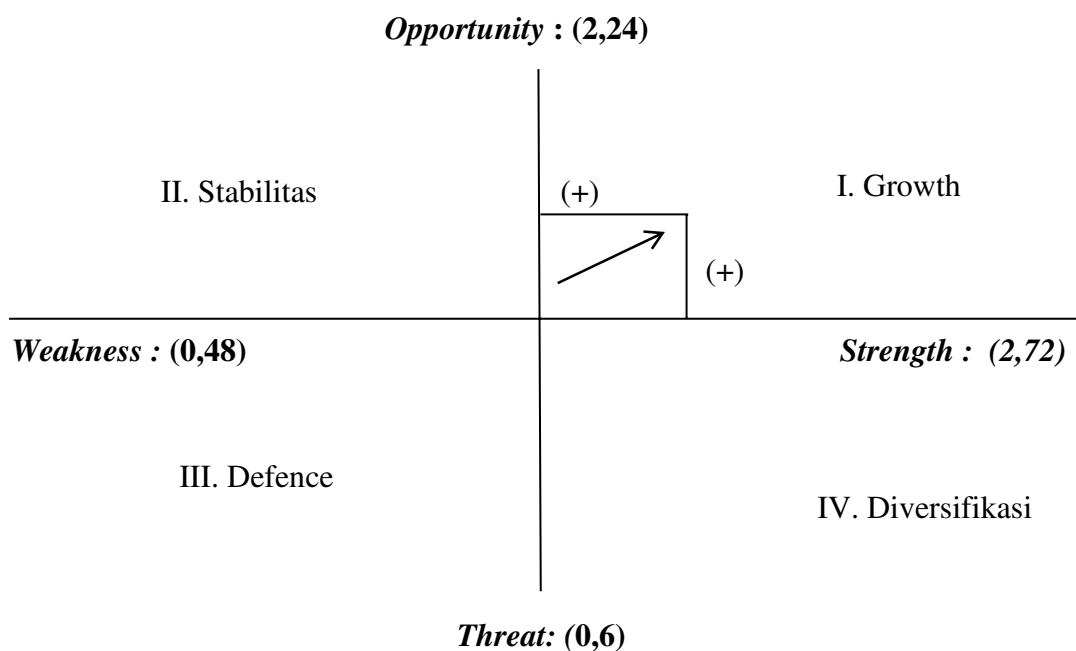 Opportunity : (2,24)
II. Stabilitas
(+)
I. Growth
(+)
Weakness : (0,48)
Strength : (2,72)
III. Defence
IV. Diversifikasi
Threat: (0,6)